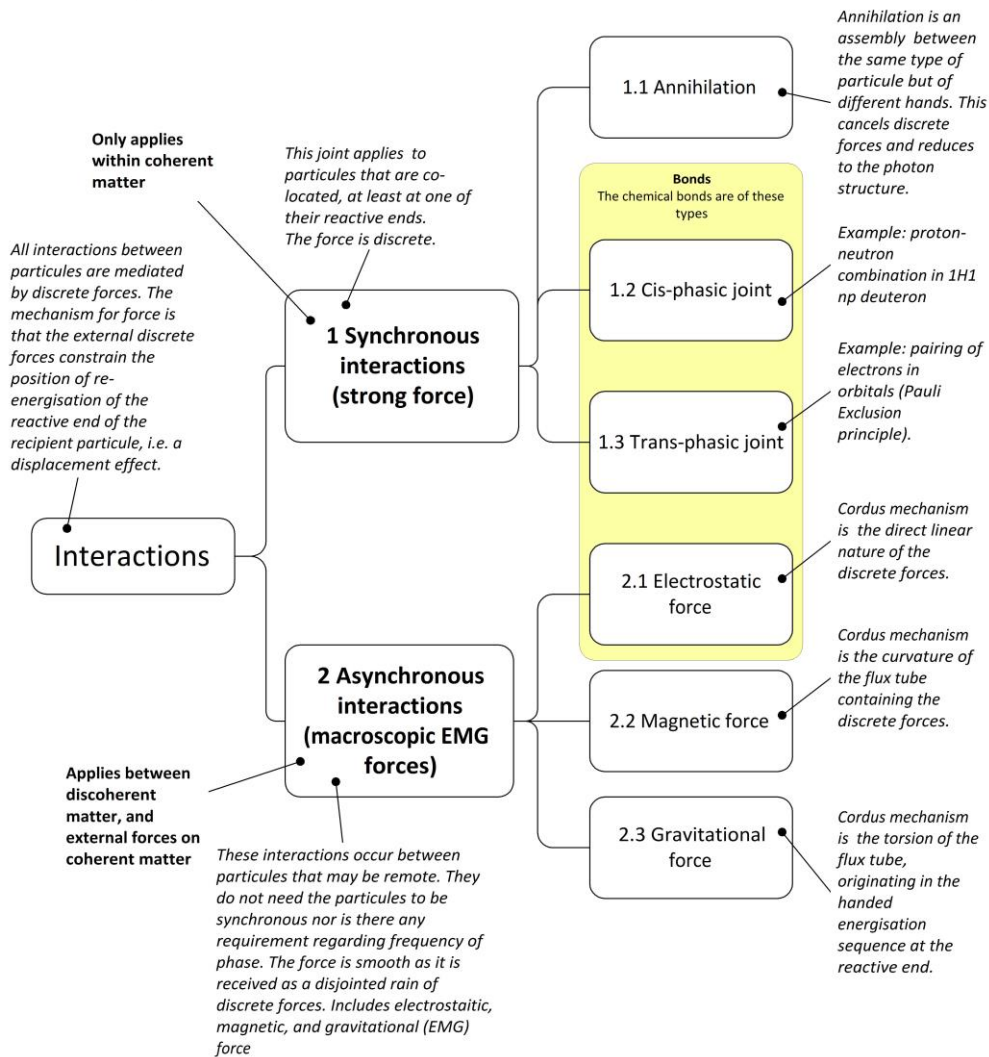 Annihilation is an
assembly between
the same type of
particule but of
different hands. This
cancels discrete
forces and reduces
to the photon
structure.
1.1 Annihilation
Only applies
within coherent
matter
This joint applies to
particules that are co-
located, at least at one of
their reactive ends.
The force is discrete.
Bonds
The chemical bonds are of these
types
All interactions between
particules are mediated
by discrete forces. The
mechanism for force is
that the external discrete
forces constrain the
position of re-
energisation of the
reactive end of the
recipient particule, i.e. a
displacement effect.
1 Synchronous
interactions
(strong force)
1.2 Cis-phasic joint
Example: proton-
neutron
combination in 1H1
np deuteron
1.3 Trans-phasic joint
Example: pairing of
electrons in
orbitals (Pauli
Exclusion
principle).
Interactions
2.1 Electrostatic
force
Cordus mechanism
is the direct linear
nature of the
discrete forces.
2 Asynchronous
interactions
(macroscopic EMG
forces)
2.2 Magnetic force
Cordus mechanism
is the curvature of
the flux tube
containing the
discrete forces.
Applies between
discoherent
matter, and
external forces on
coherent matter
2.3 Gravitational
force
Cordus mechanism
is the torsion of the
flux tube,
originating in the
handed
energisation
sequence at the
reactive end.
These interactions occur between
particules that may be remote. They
do not need the particules to be
synchronous nor is there any
requirement regarding frequency of
phase. The force is smooth as it is
received as a disjointed rain of
discrete forces. Includes electrostaitic,
magnetic, and gravitational (EMG)
force